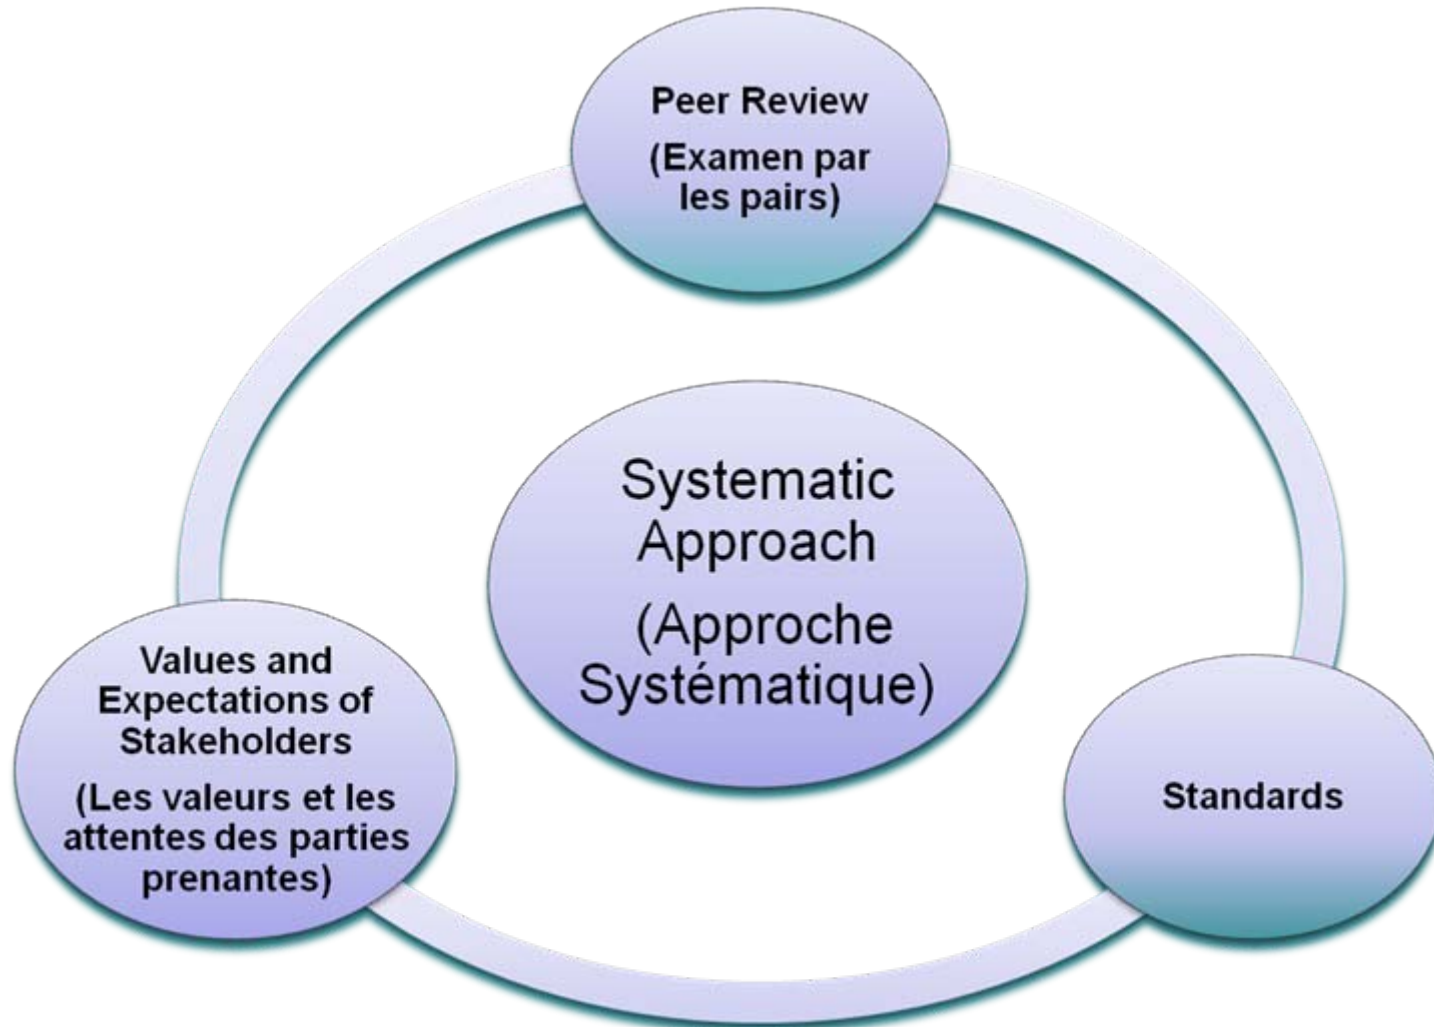 Peer Review
(Examen par
les pairs)
Systematic
Approach
(Approche
Systématique)
Values and
Expectations of
Stakeholders
(Les valeurs et les
attentes des parties
prenantes)
Standards